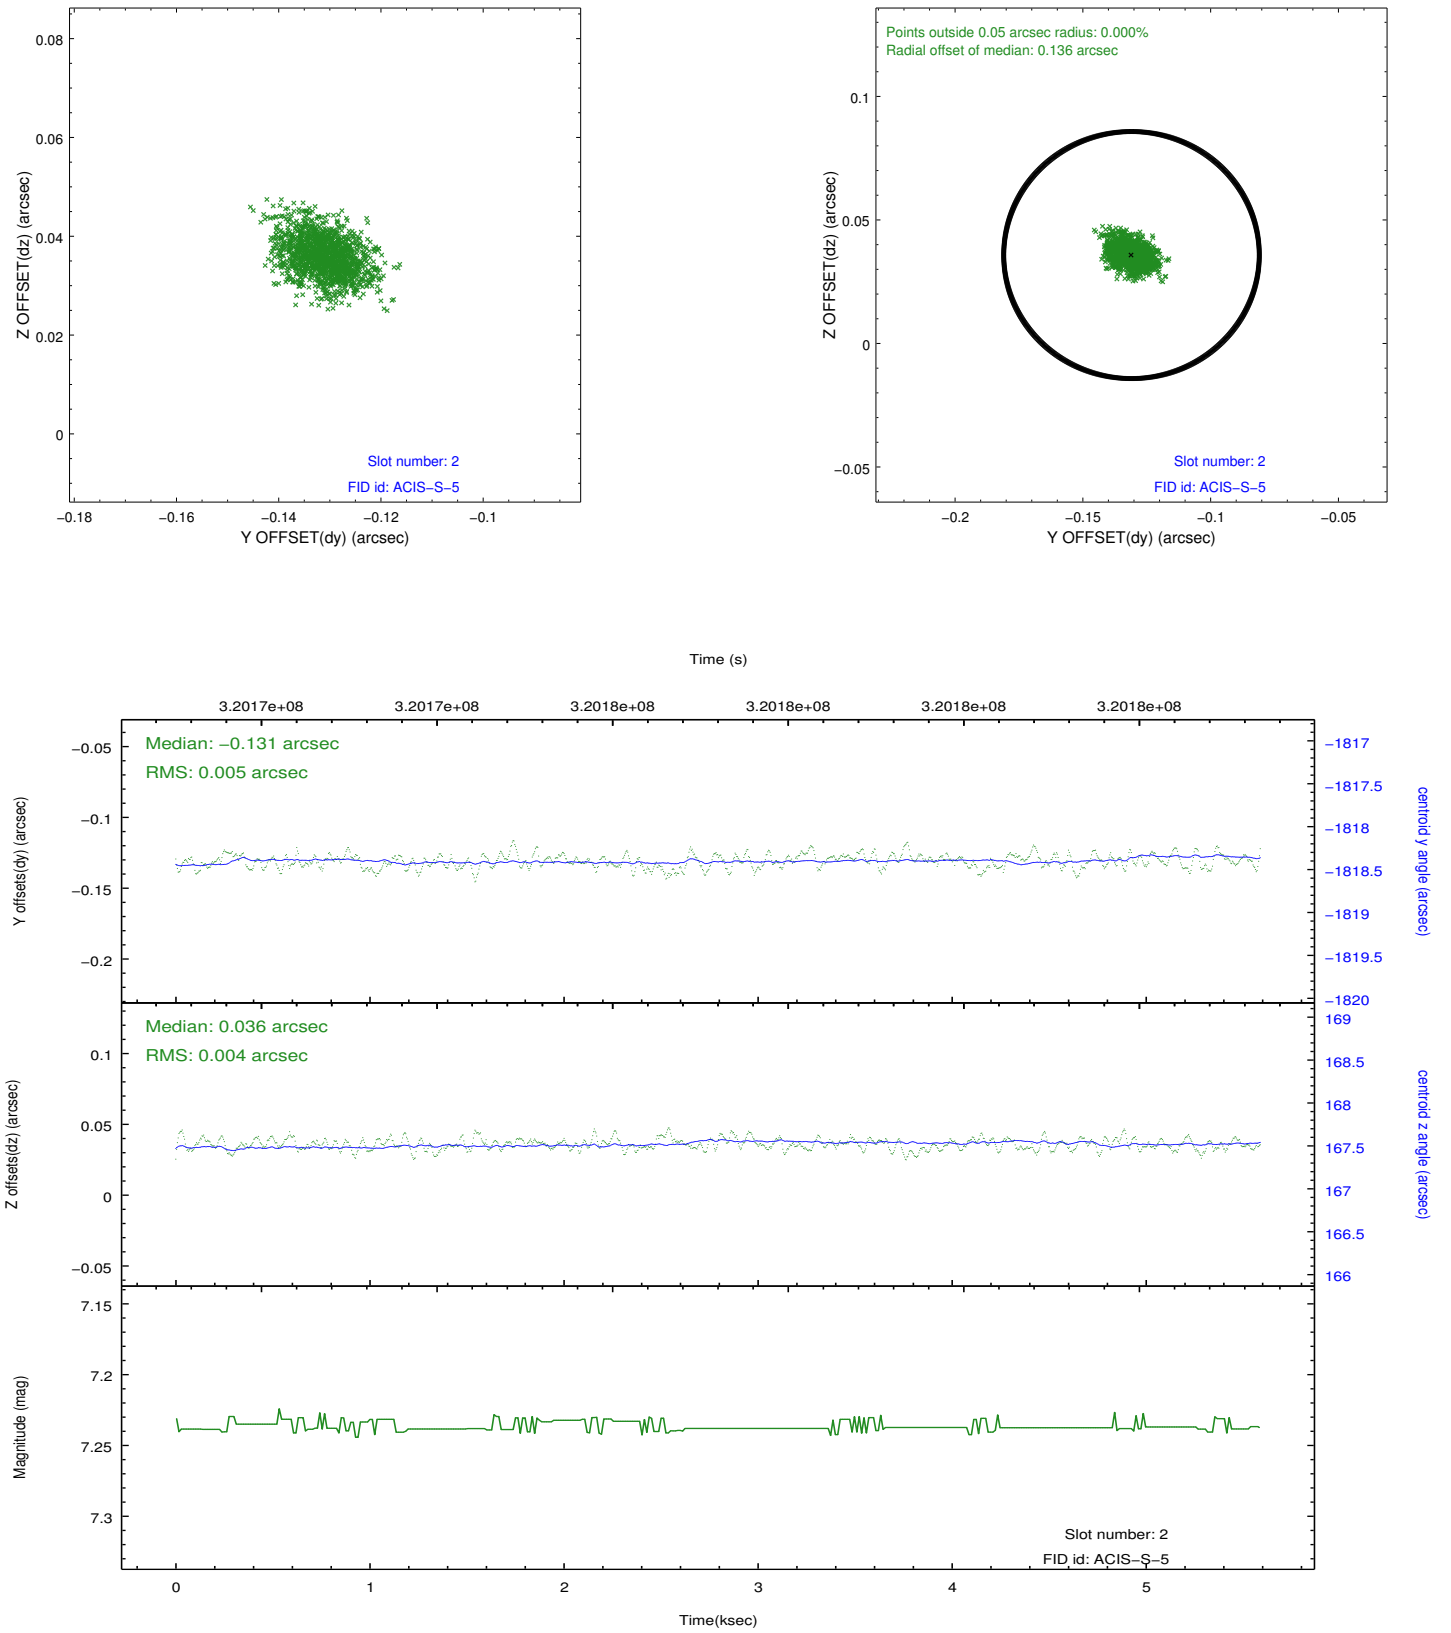 0.08
0.06
0.04
0.02
0
Z OFFSET(dz) (arcsec)
Slot number: 2
FID id: ACIS−S−5
−0.18 −0.16 −0.14 −0.12 −0.1
Y OFFSET(dy) (arcsec)
Points outside 0.05 arcsec radius: 0.000%
Radial offset of median: 0.136 arcsec
0.1
0.05
0
−0.05
Z OFFSET(dz) (arcsec)
Slot number: 2
FID id: ACIS−S−5
−0.2 −0.15 −0.1 −0.05
Y OFFSET(dy) (arcsec)
Time (s)
3.2017e+08 3.2017e+08 3.2018e+08 3.2018e+08 3.2018e+08 3.2018e+08
Median: −0.131 arcsec
RMS: 0.005 arcsec
−0.05
−0.1
−0.15
−0.2
Y offsets(dy) (arcsec)
−1817
−1817.5
−1818
−1818.5
−1819
−1819.5
−1820
centroid y angle (arcsec)
Median: 0.036 arcsec
RMS: 0.004 arcsec
0.1
0.05
0
−0.05
Z offsets(dz) (arcsec)
169
168.5
168
167.5
167
166.5
166
centroid z angle (arcsec)
7.15
7.2
7.25
7.3
Magnitude (mag)
Slot number: 2
FID id: ACIS−S−5
0 1 2 3 4 5
Time(ksec)